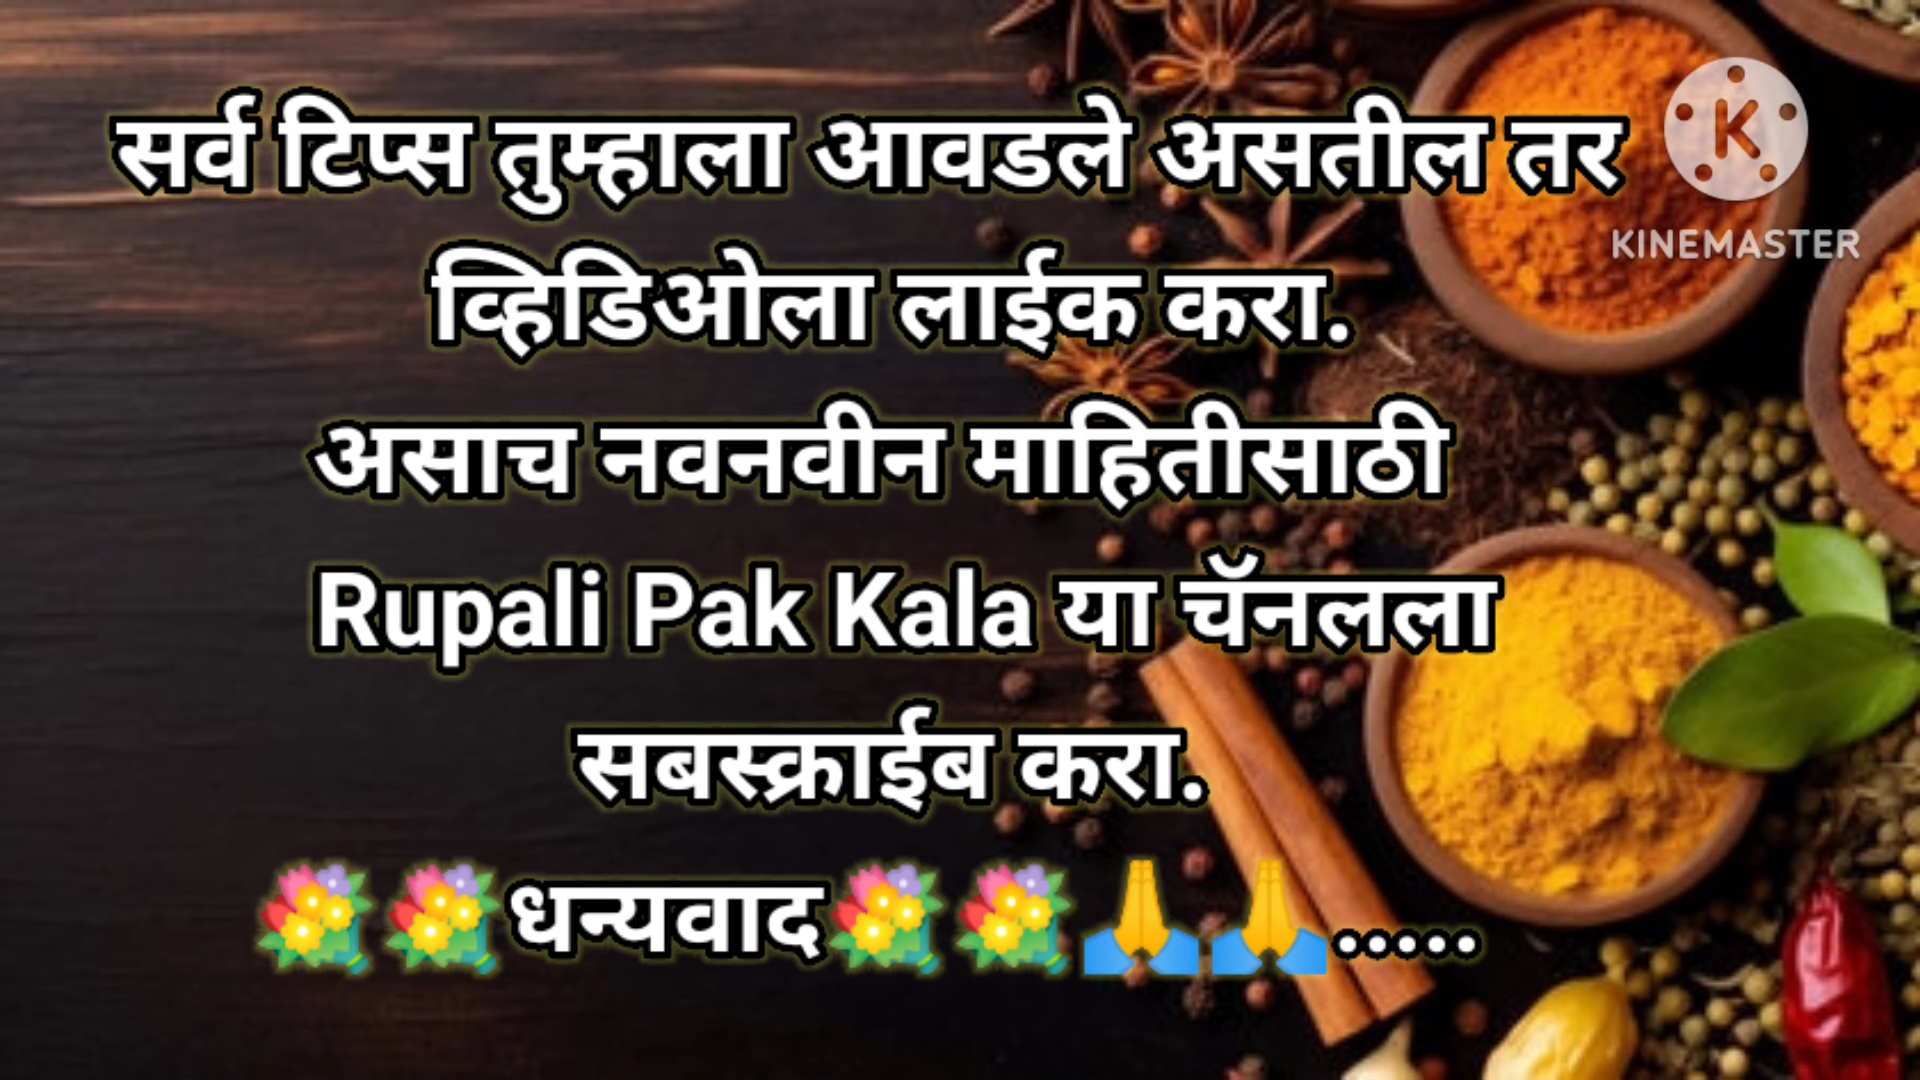 सर्व टिप्स तुम्हाला आवडले असतील तर
व्हिडिओला लाईक करा.
असाच नवनवीन माहितीसाठी
Rupali Pak Kala या चॅनलला
सबस्क्राईब करा.
💐💐धन्यवाद💐💐🙏🙏.....
K
KINEMASTER